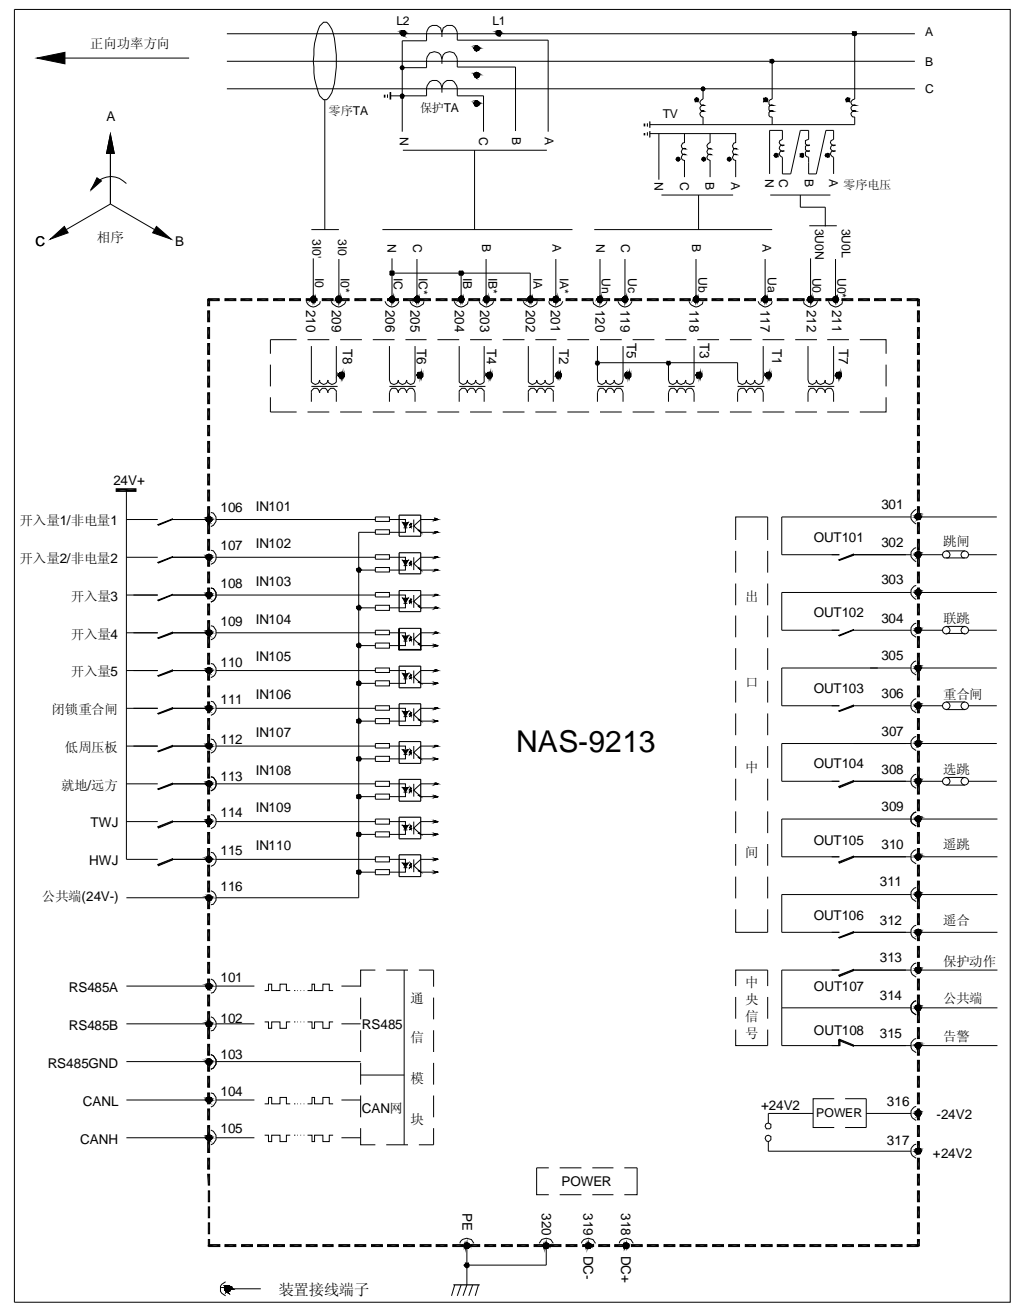 正向功率方向
零序TA
L2
L1
保护TA
A
B
C
TV
N
C
B
A
N
C
B
A
N
C
B
A
零序电压
A
C
B
相序
3I0'
3I0
N
C
B
A
N
C
B
A
3U0N
3U0L
I0
I0*
IC
IC*
IB
IB*
IA
IA*
Un
Uc
Ub
Ua
U0
U0*
210
209
206
205
204
203
202
201
120
119
118
117
212
211
T8
T6
T4
T2
T5
T3
T1
T7
24V+
开入量1/非电量1
106
IN101
开入量2/非电量2
107
IN102
开入量3
108
IN103
开入量4
109
IN104
开入量5
110
IN105
闭锁重合闸
111
IN106
低周压板
112
IN107
就地/远方
113
IN108
TWJ
114
IN109
HWJ
115
IN110
公共端(24V-)
116
NAS-9213
出
口
中
间
301
OUT101
302
跳闸
303
OUT102
304
联跳
305
OUT103
306
重合闸
307
OUT104
308
选跳
309
OUT105
310
遥跳
311
OUT106
312
遥合
中
央
信
号
313
保护动作
OUT107
314
公共端
OUT108
315
告警
RS485A
101
RS485B
102
RS485GND
103
CANL
104
CANH
105
RS485
CAN网
通
信
模
块
+24V2
POWER
316
-24V2
317
+24V2
POWER
PE
320
319
318
DC-
DC+
装置接线端子